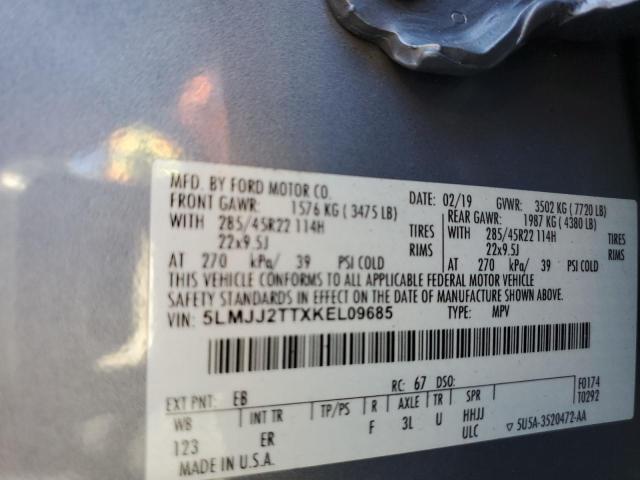 MFD. BY FORD MOTOR CO.
DATE: 02/19 GVWR: 3502 KG (7720 LB)
FRONT GAWR: 1576 KG (3475 LB) REAR GAWR: 1987 KG (4380 LB)
WITH 285/45R22 114H TIRES WITH 285/45R22 114H TIRES
22x9.5J RIMS 22x9.5J RIMS
AT 270 kPa/ 39 PSI COLD AT 270 kPa/ 39 PSI COLD
THIS VEHICLE CONFORMS TO ALL APPLICABLE FEDERAL MOTOR VEHICLE
SAFETY STANDARDS IN EFFECT ON THE DATE OF MANUFACTURE SHOWN ABOVE.
VIN: 5LMJJ2TTXKEL09685 TYPE: MPV
EXT PNT: EB RC: 67 DSO: F0174
T0292
WB INT TR TP/PS R AXLE TR SPR
123 ER F 3L U HHJJ
ULC
MADE IN U.S.A. ▽ 5U5A-3520472-AA